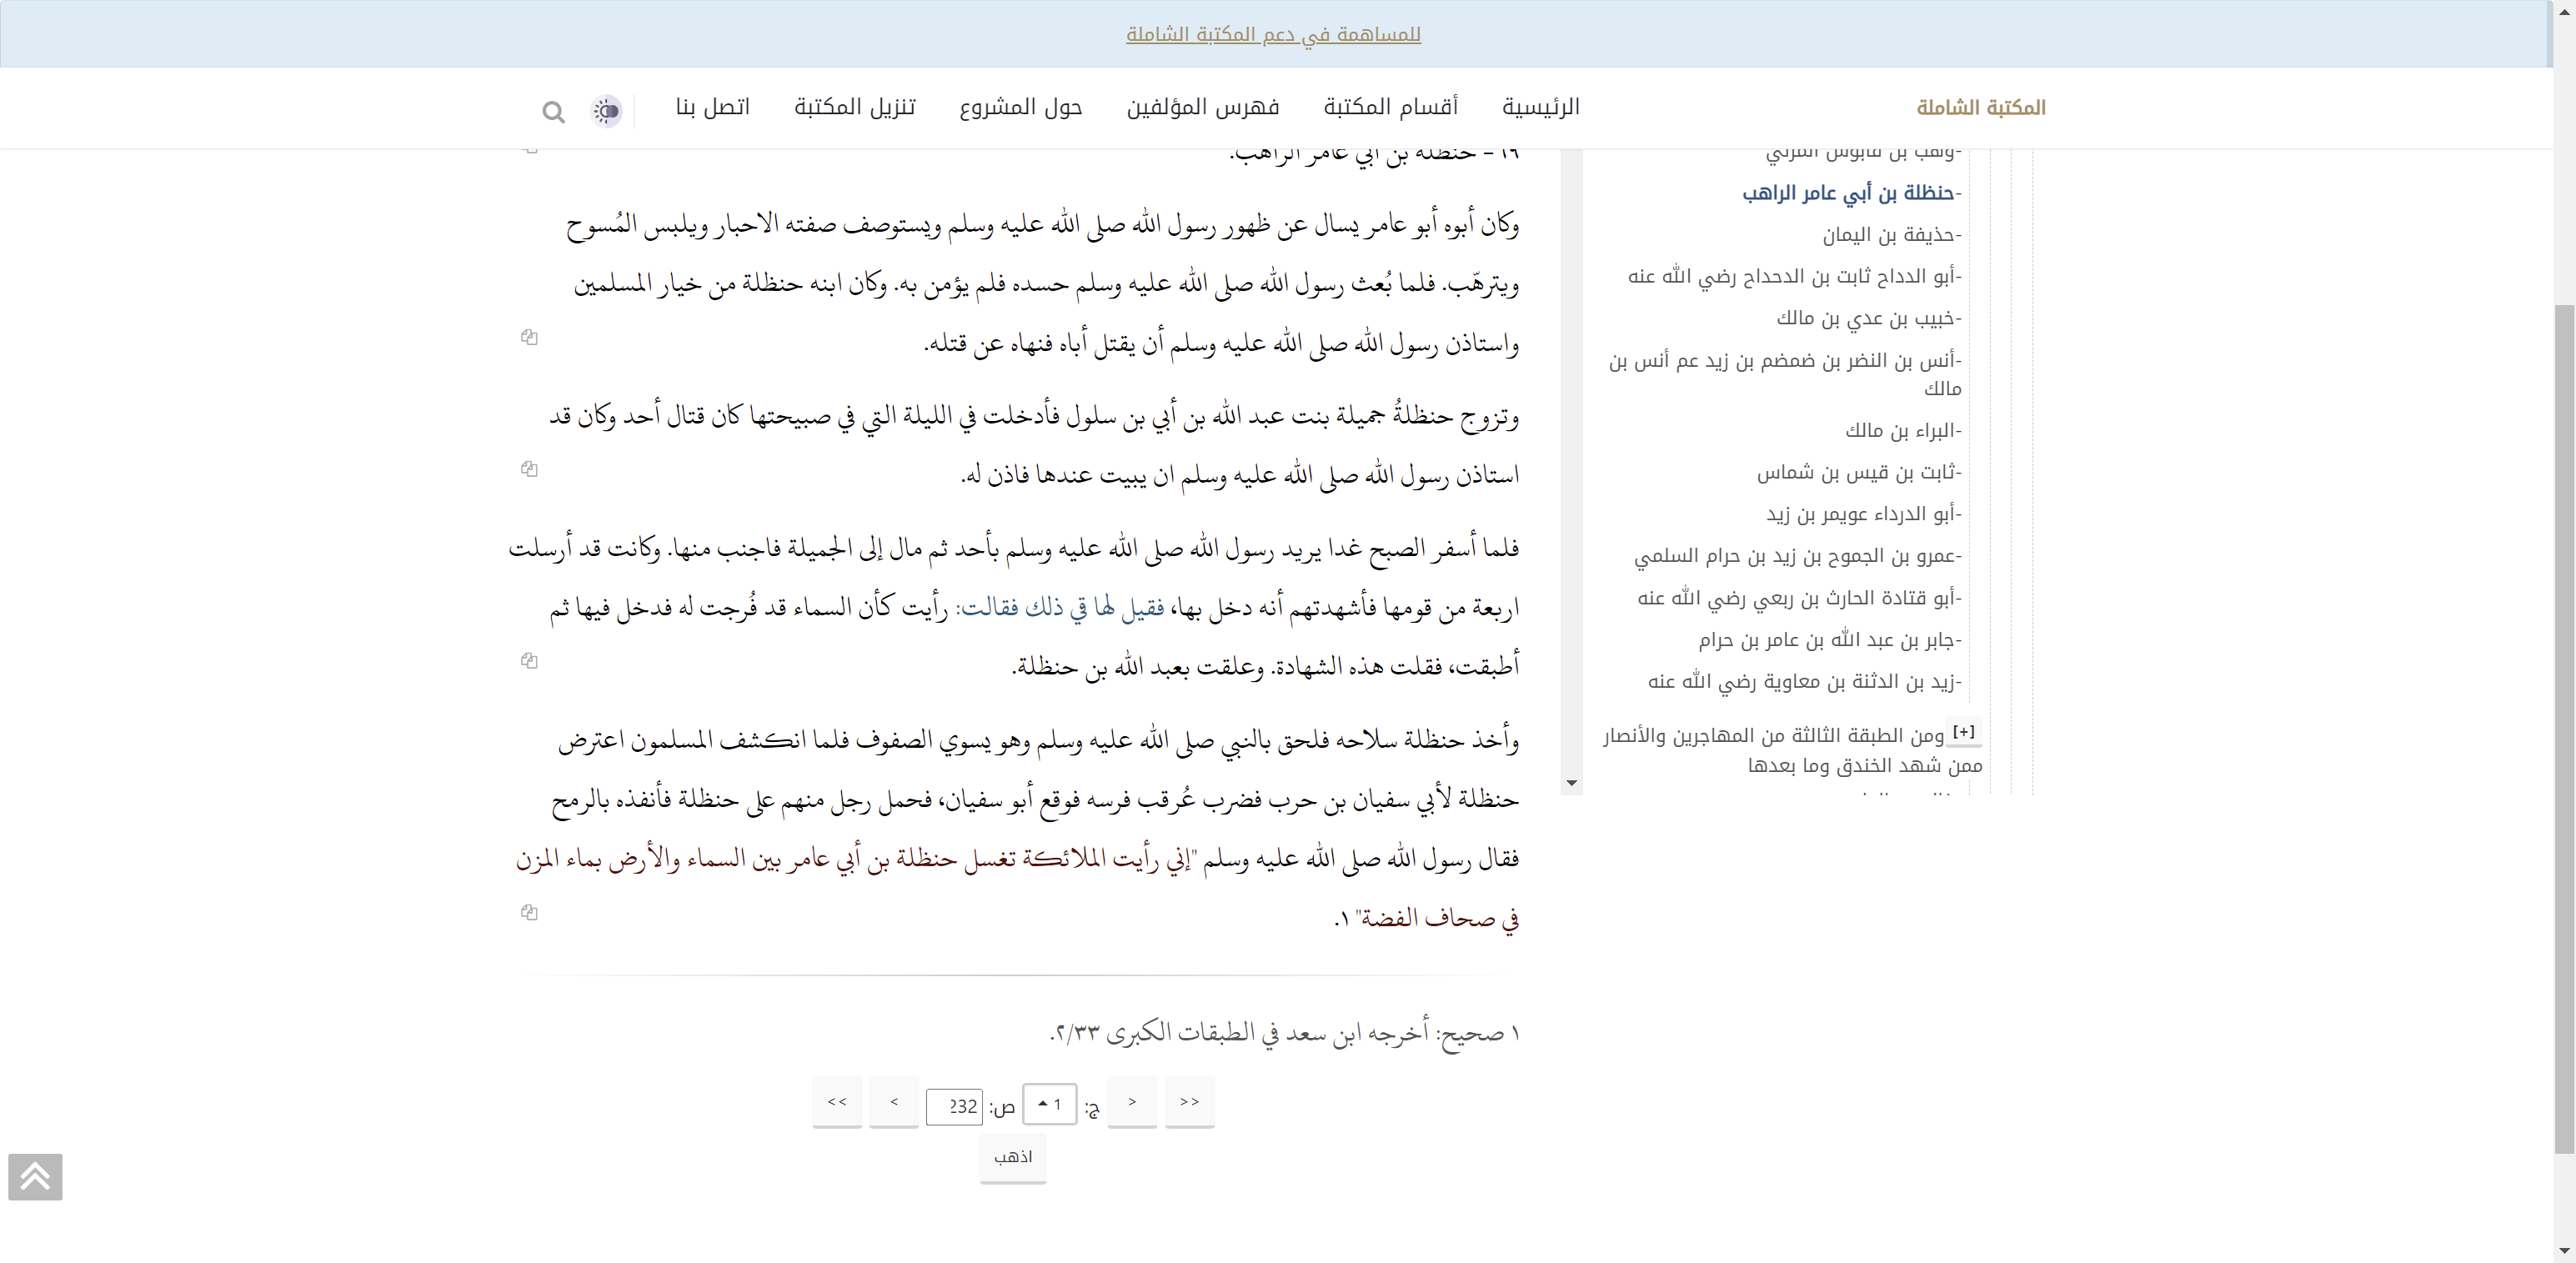 للمساهمة في دعم المكتبة الشاملة
المكتبة الشاملة
الرئيسية
أقسام المكتبة
فهرس المؤلفين
حول المشروع
تنزيل المكتبة
اتصل بنا
-وهب بن قابوس المزني
-حنظلة بن أبي عامر الراهب
-حذيفة بن اليمان
-أبو الدداح ثابت بن الدحداح رضي الله عنه
-خبيب بن عدي بن مالك
-أنس بن النضر بن ضمضم بن زيد عم أنس بن
مالك
-البراء بن مالك
-ثابت بن قيس بن شماس
-أبو الدرداء عويمر بن زيد
-عمرو بن الجموح بن زيد بن حرام السلمي
-أبو قتادة الحارث بن ربعي رضي الله عنه
-جابر بن عبد الله بن عامر بن حرام
-زيد بن الدثنة بن معاوية رضي الله عنه
[+] ومن الطبقة الثالثة من المهاجرين والأنصار
ممن شهد الخندق وما بعدها
١٩ - حنظلة بن أبي عامر الراهب.
وكان أبوه أبو عامر يسال عن ظهور رسول الله صلى الله عليه وسلم ويستوصف صفته الاحبار ويلبس المُسوح
ويترهّب. فلما بُعث رسول الله صلى الله عليه وسلم حسده فلم يؤمن به. وكان ابنه حنظلة من خيار المسلمين
واستاذن رسول الله صلى الله عليه وسلم أن يقتل أباه فنهاه عن قتله.
وتزوج حنظلةُ جميلة بنت عبد الله بن أبي بن سلول فأدخلت في الليلة التي في صبيحتها كان قتال أحد وكان قد
استاذن رسول الله صلى الله عليه وسلم ان يبيت عندها فاذن له.
فلما أسفر الصبح غدا يريد رسول الله صلى الله عليه وسلم بأحد ثم مال إلى الجميلة فاجنب منها. وكانت قد أرسلت
اربعة من قومها فأشهدتهم أنه دخل بها، فقيل لها قي ذلك فقالت: رأيت كأن السماء قد فُرجت له فدخل فيها ثم
أطبقت، فقلت هذه الشهادة. وعلقت بعبد الله بن حنظلة.
وأخذ حنظلة سلاحه فلحق بالنبي صلى الله عليه وسلم وهو يسوي الصفوف فلما انكشف المسلمون اعترض
حنظلة لأبي سفيان بن حرب فضرب عُرقب فرسه فوقع أبو سفيان، فحمل رجل منهم على حنظلة فأنفذه بالرمح
فقال رسول الله صلى الله عليه وسلم "إني رأيت الملائكة تغسل حنظلة بن أبي عامر بين السماء والأرض بماء المزن
في صحاف الفضة" ١.
١ صحيح: أخرجه ابن سعد في الطبقات الكبرى ٢/٣٣.
<< < ج: 1 ص: 232 > >>
اذهب